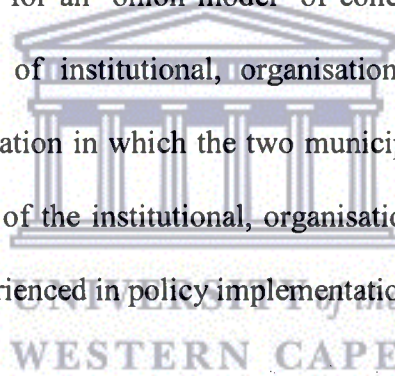 for an 'onion model' of conc
of institutional, organisation
ation in which the two municip
of the institutional, organisatio
rienced in policy implementatio
UNIVERSITY of the
WESTERN CAPE